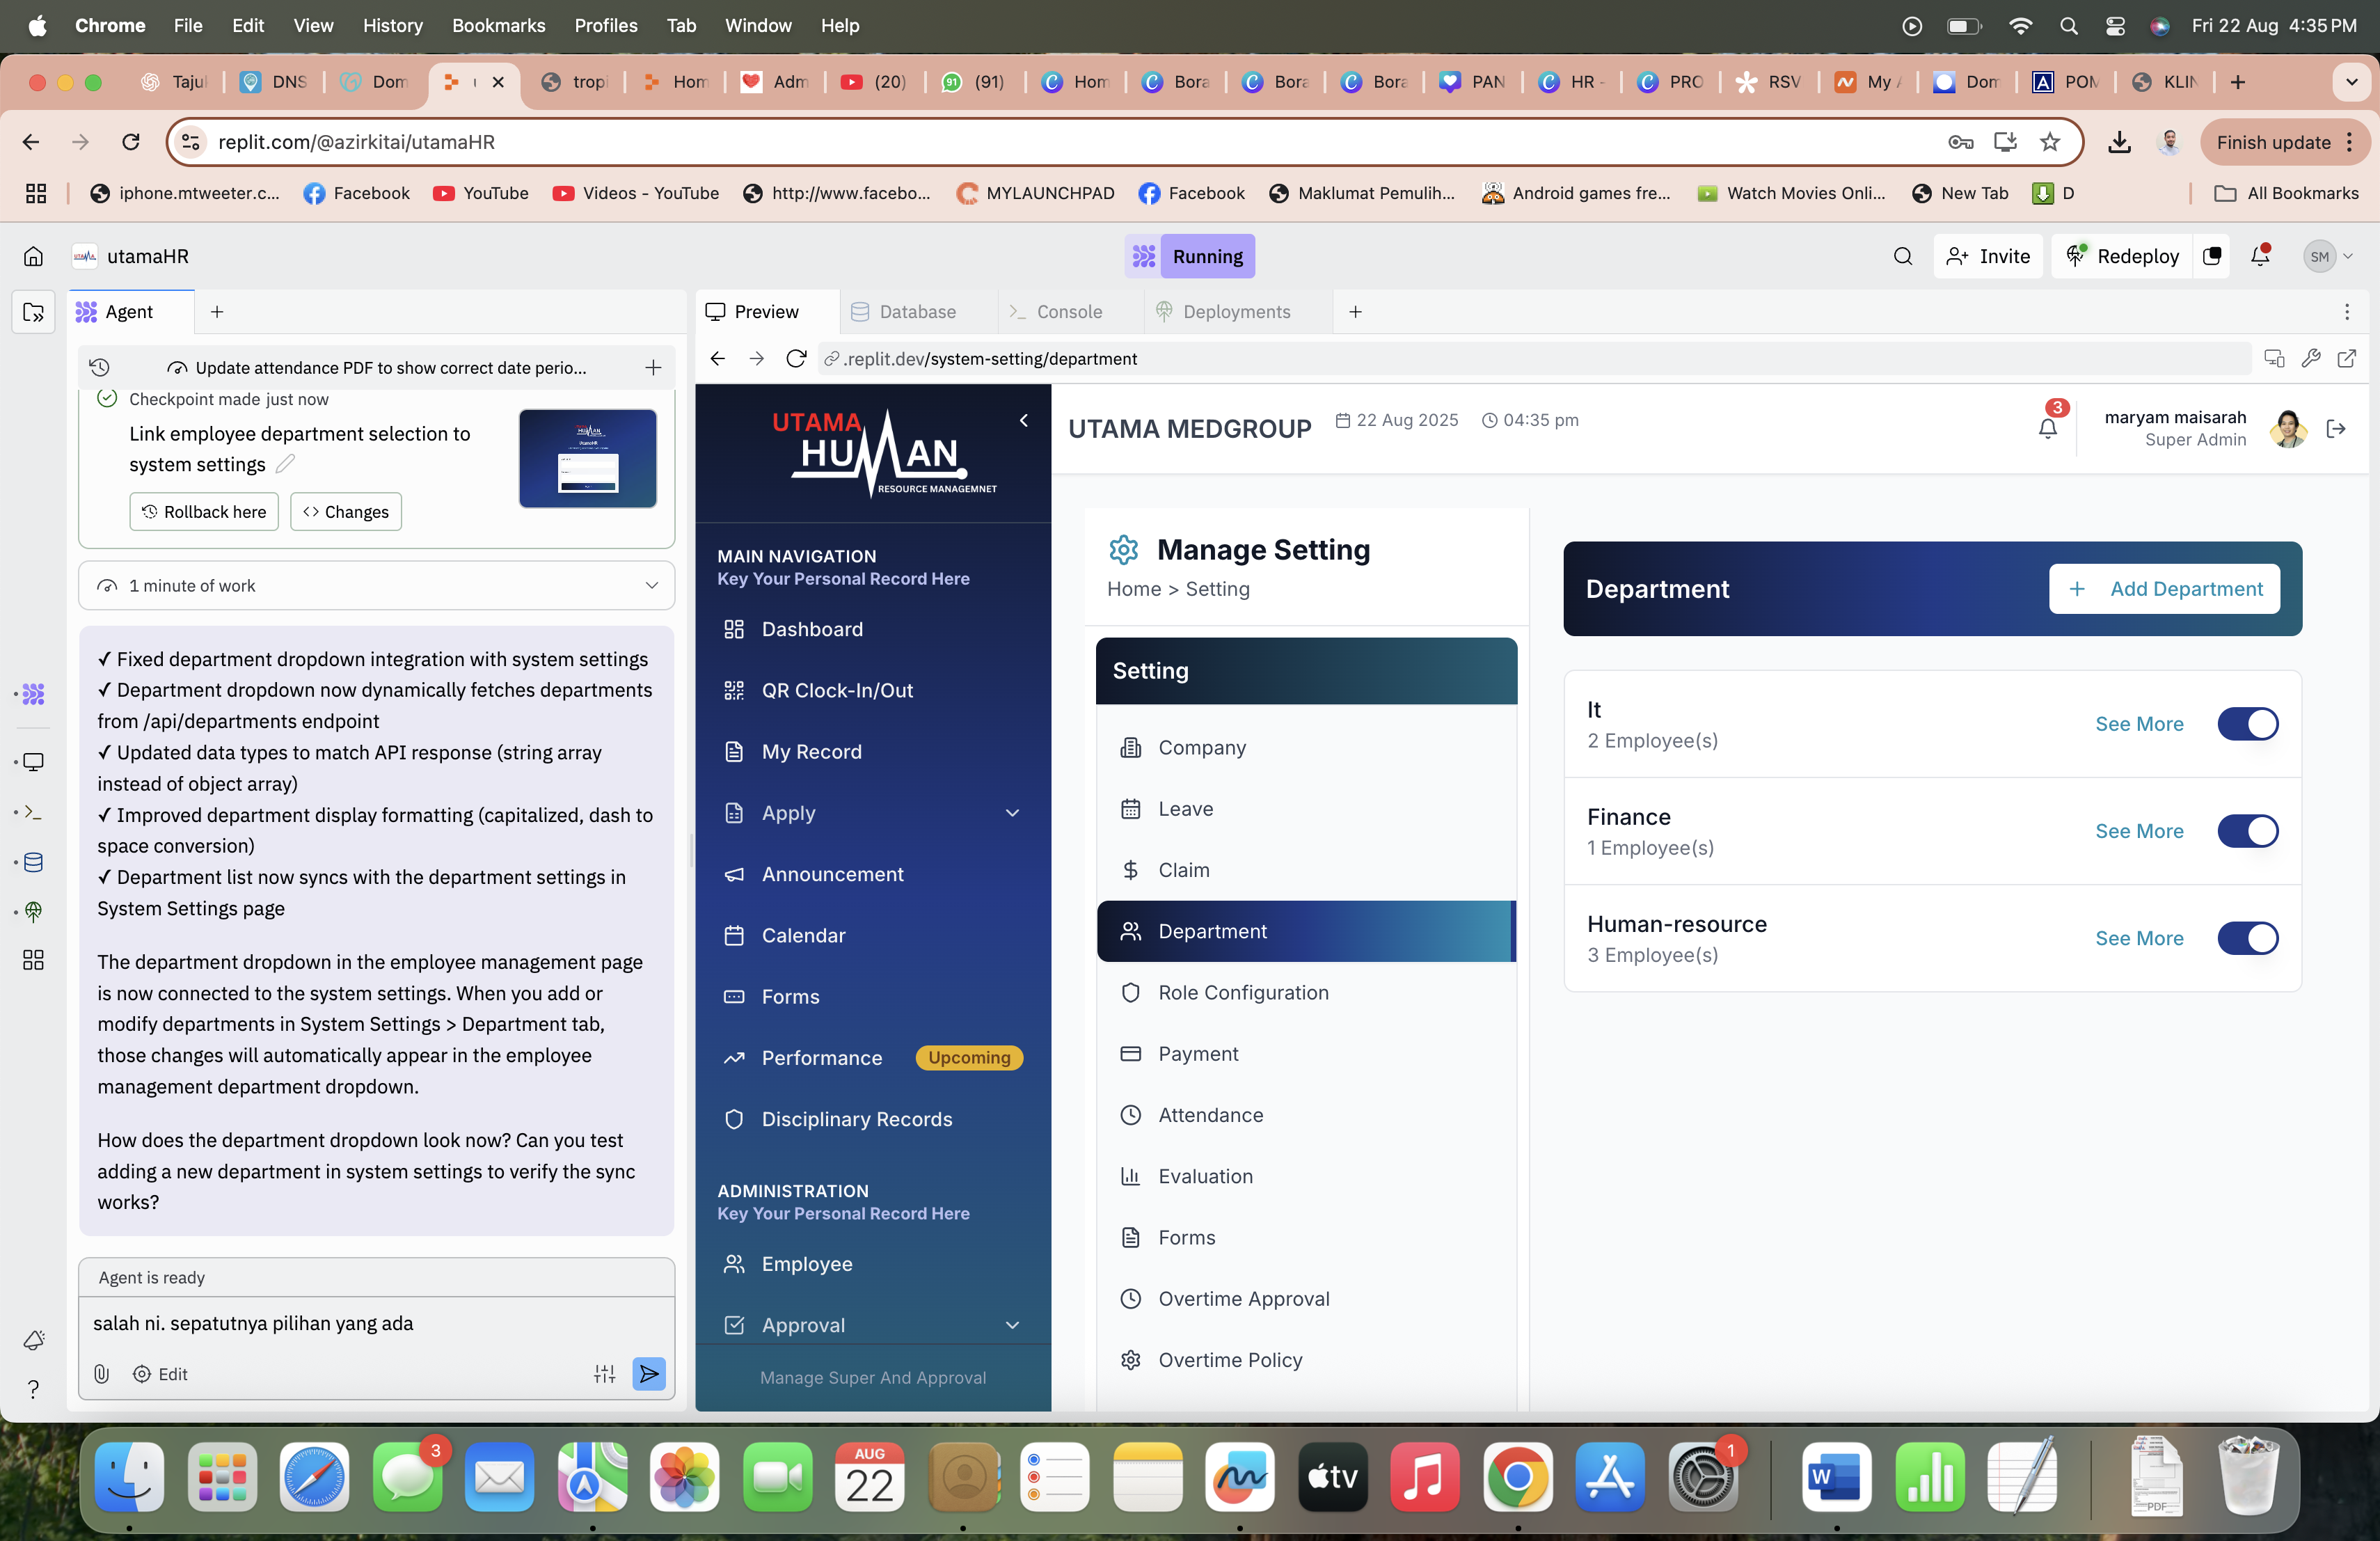 Chrome File Edit View History Bookmarks Profiles Tab Window Help
Fri 22 Aug 4:35 PM
Tajul
DNS
Dom
trop
Hom
Adm
(20)
91
(91)
Hom
Bora
Bora
Bora
PAN
HR -
PRO
RSV
My
Dom
A
POM
KLIN
replit.com/@azirkitai/utamaHR
Finish update
iphone.mtweeter.c...
Facebook
YouTube
Videos - YouTube
http://www.facebo...
MYLAUNCHPAD
Facebook
Maklumat Pemulih...
Android games fre...
Watch Movies Onli...
New Tab
D
All Bookmarks
utamaHR
Running
Invite
Redeploy
SM
Agent
Preview
Database
Console
Deployments
Update attendance PDF to show correct date perio...
.replit.dev/system-setting/department
Checkpoint made just now
Link employee department selection to
system settings
Rollback here
Changes
1 minute of work
✓ Fixed department dropdown integration with system settings
✓ Department dropdown now dynamically fetches departments
from /api/departments endpoint
✓ Updated data types to match API response (string array
instead of object array)
✓ Improved department display formatting (capitalized, dash to
space conversion)
✓ Department list now syncs with the department settings in
System Settings page
The department dropdown in the employee management page
is now connected to the system settings. When you add or
modify departments in System Settings > Department tab,
those changes will automatically appear in the employee
management department dropdown.
How does the department dropdown look now? Can you test
adding a new department in system settings to verify the sync
works?
Agent is ready
salah ni. sepatutnya pilihan yang ada
Edit
UTAMA
HUMAN
RESOURCE MANAGEMNET
MAIN NAVIGATION
Key Your Personal Record Here
Dashboard
QR Clock-In/Out
My Record
Apply
Announcement
Calendar
Forms
Performance
Upcoming
Disciplinary Records
ADMINISTRATION
Key Your Personal Record Here
Employee
Approval
Manage Super And Approval
UTAMA MEDGROUP
22 Aug 2025
04:35 pm
3
maryam maisarah
Super Admin
Manage Setting
Home > Setting
Setting
Company
Leave
Claim
Department
Role Configuration
Payment
Attendance
Evaluation
Forms
Overtime Approval
Overtime Policy
Department
Add Department
It
2 Employee(s)
See More
Finance
1 Employee(s)
See More
Human-resource
3 Employee(s)
See More
3
AUG
22
tv
1
W
PDF